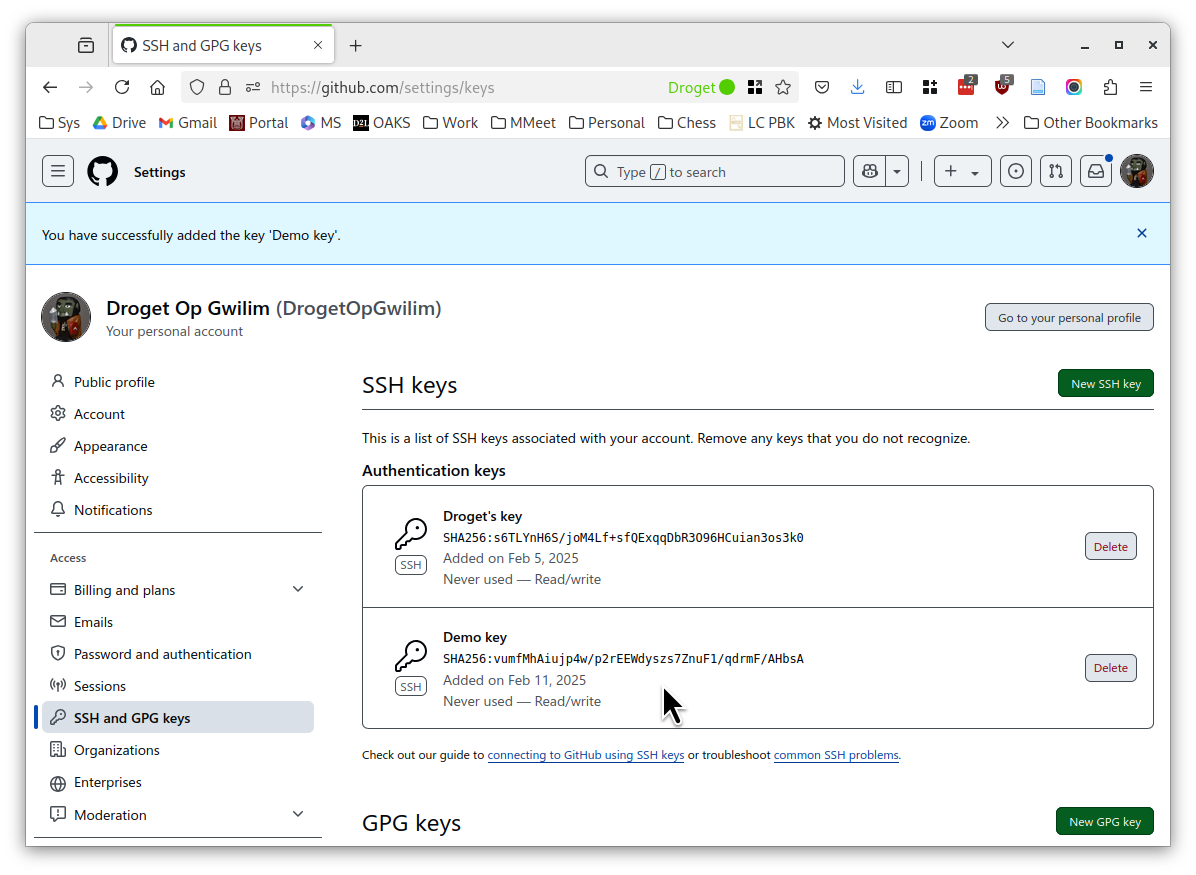 SSH and GPG keys
https://github.com/settings/keys
Droget
2
5
Sys
Drive
Gmail
Portal
MS
D2L
OAKS
Work
MMeet
Personal
Chess
LC PBK
Most Visited
zm
Zoom
Other Bookmarks
Settings
Type / to search
You have successfully added the key 'Demo key'.
Droget Op Gwilim (DrogetOpGwilim)
Your personal account
Go to your personal profile
Public profile
Account
Appearance
Accessibility
Notifications
Access
Billing and plans
Emails
Password and authentication
Sessions
SSH and GPG keys
Organizations
Enterprises
Moderation
SSH keys
New SSH key
This is a list of SSH keys associated with your account. Remove any keys that you do not recognize.
Authentication keys
Droget's key
SHA256:s6TLYnH6S/joM4Lf+sfQExqqDbR3O96HCuian3os3k0
Added on Feb 5, 2025
Never used — Read/write
SSH
Delete
Demo key
SHA256:vumfMhAiujp4w/p2rEEWdyszs7ZnuF1/qdrmF/AHbsA
Added on Feb 11, 2025
Never used — Read/write
SSH
Delete
Check out our guide to connecting to GitHub using SSH keys or troubleshoot common SSH problems.
GPG keys
New GPG key